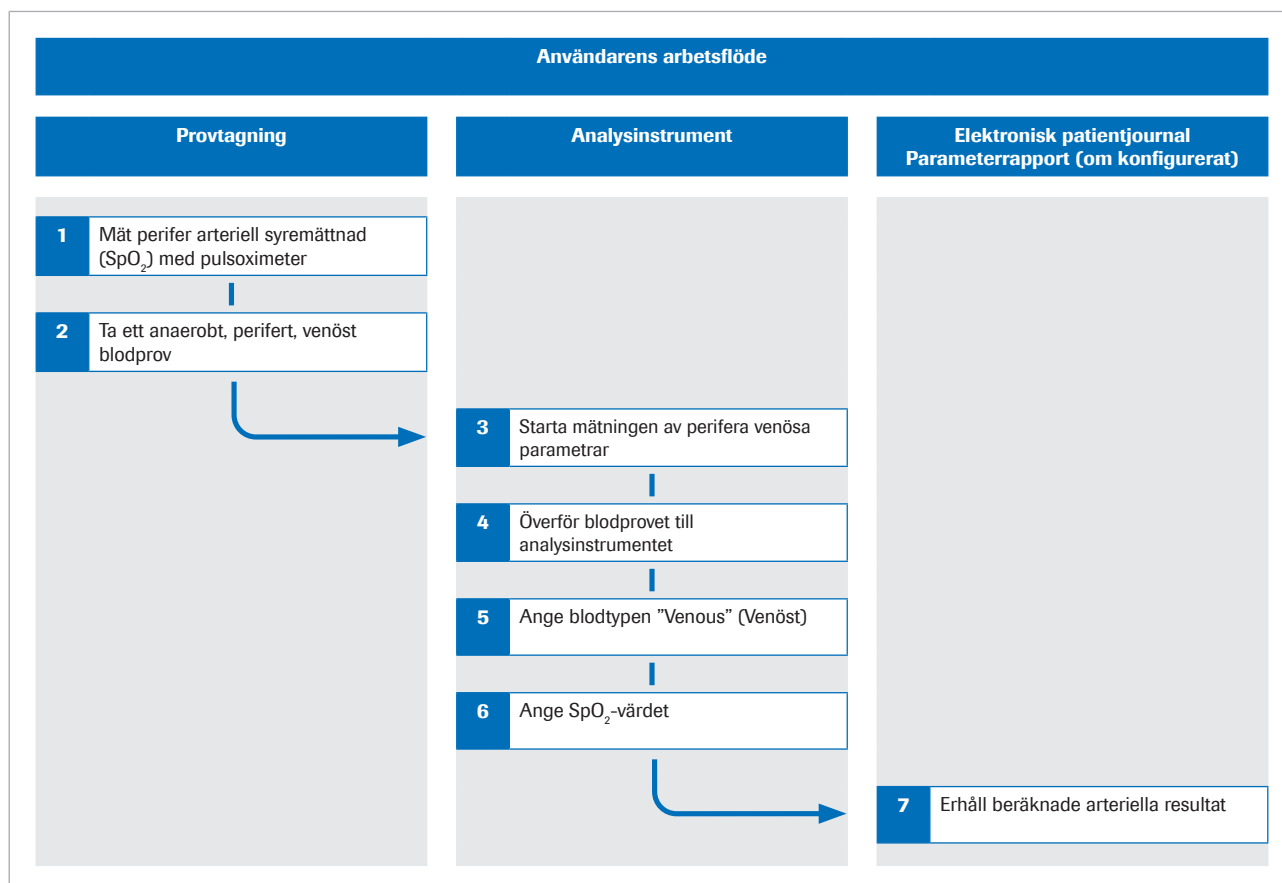 Användarens arbetsflöde
Provtagning
Analysinstrument
Elektronisk patientjournal
Parameterrapport (om konfigurerat)
1 Mät perifer arteriell syremättnad
(SpO₂) med pulsoximeter
2 Ta ett anaerobt, perifert, venöst
blodprov
3 Starta mätningen av perifera venösa
parametrar
4 Överför blodprovet till
analysinstrumentet
5 Ange blodtypen ”Venous” (Venöst)
6 Ange SpO₂-värdet
7 Erhåll beräknade arteriella resultat